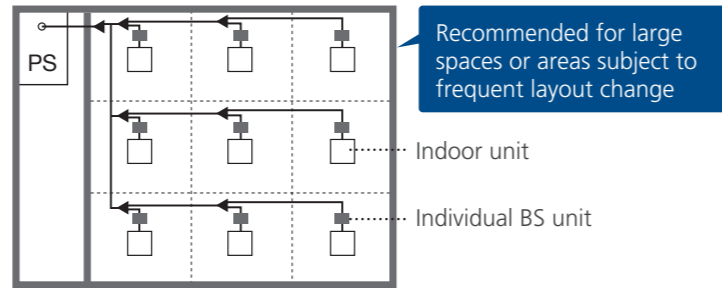 PS
Recommended for large
spaces or areas subject to
frequent layout change
Indoor unit
Individual BS unit